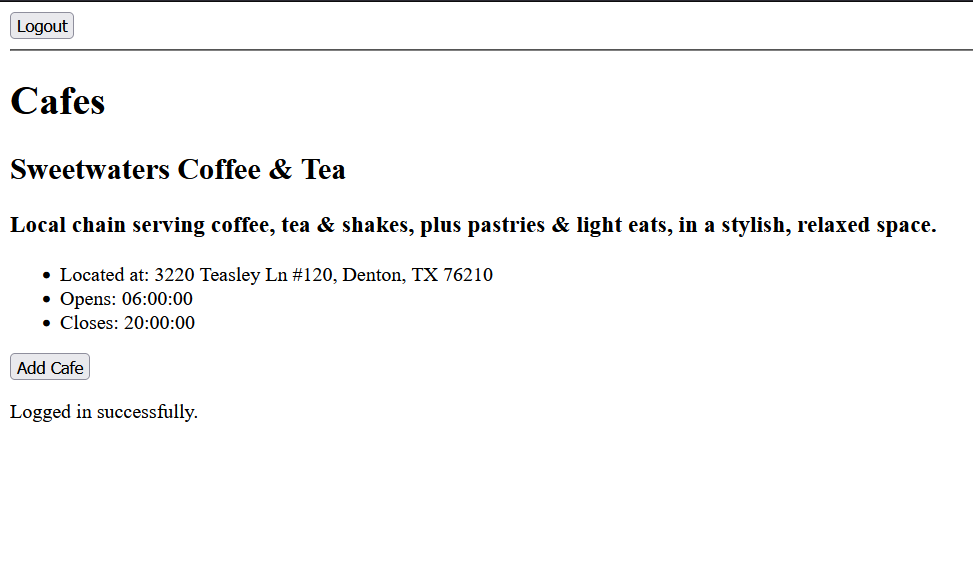 Logout
Cafes
Sweetwaters Coffee & Tea
Local chain serving coffee, tea & shakes, plus pastries & light eats, in a stylish, relaxed space.
• Located at: 3220 Teasley Ln #120, Denton, TX 76210
• Opens: 06:00:00
• Closes: 20:00:00
Add Cafe
Logged in successfully.